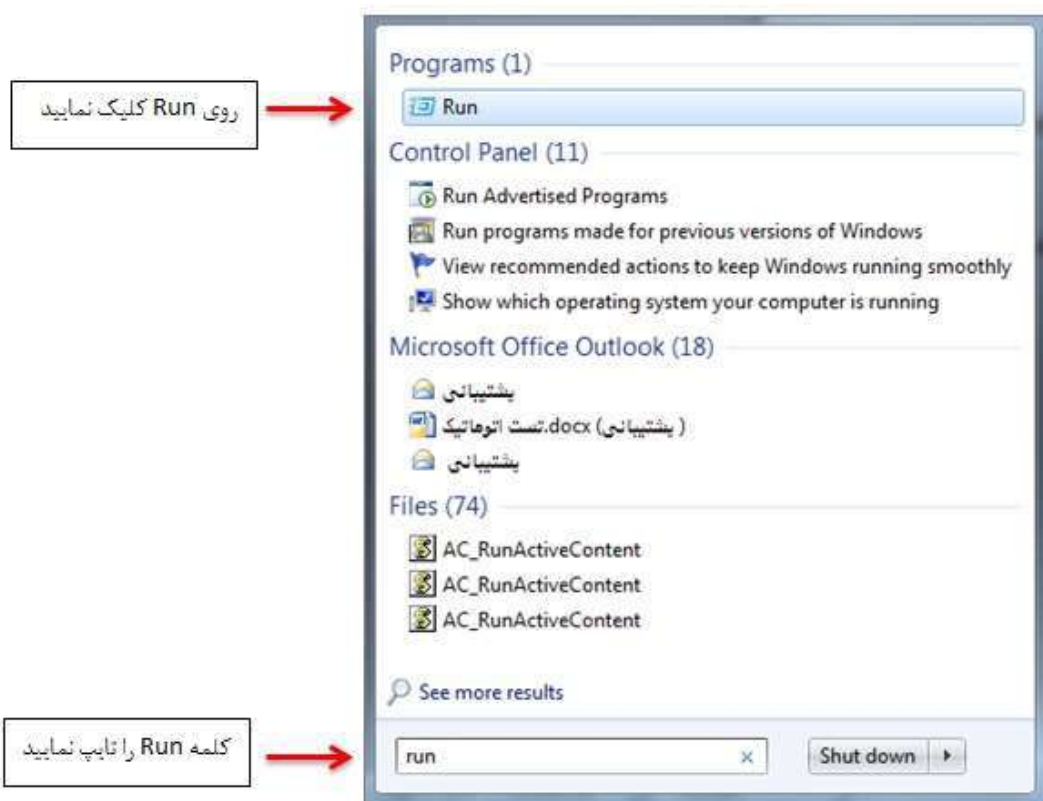 Programs (1)
روی Run کلیک نمایید
Run
Control Panel (11)
Run Advertised Programs
Run programs made for previous versions of Windows
View recommended actions to keep Windows running smoothly
Show which operating system your computer is running
Microsoft Office Outlook (18)
پشتیبانی
تست اتوماتیک.docx (پشتیبانی )
پشتیبانی
Files (74)
AC_RunActiveContent
AC_RunActiveContent
AC_RunActiveContent
See more results
کلمه Run را تایپ نمایید
run
Shut down